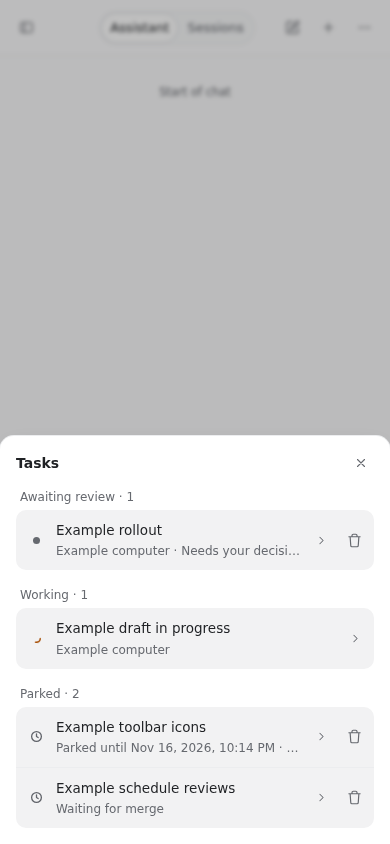 Assistant Sessions
Start of chat
Tasks
Awaiting review · 1
Example rollout
Example computer · Needs your decisi...
Working · 1
Example draft in progress
Example computer
Parked · 2
Example toolbar icons
Parked until Nov 16, 2026, 10:14 PM · ...
Example schedule reviews
Waiting for merge